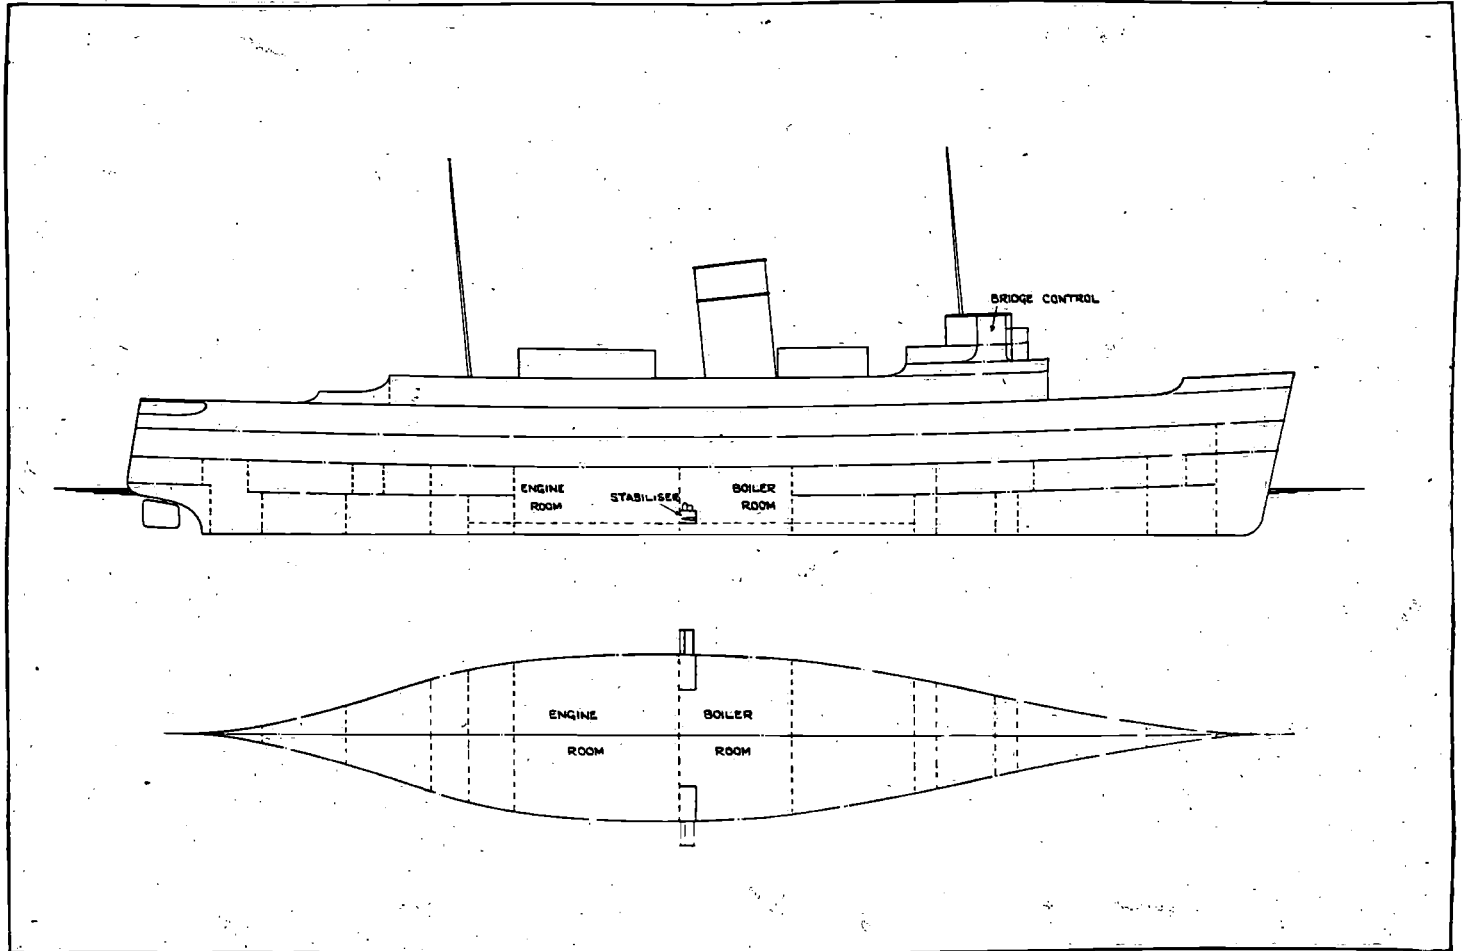 BRIDGE CONTROL
ENGINE
ROOM
STABILISER
BOILER
ROOM
ENGINE
ROOM
BOILER
ROOM